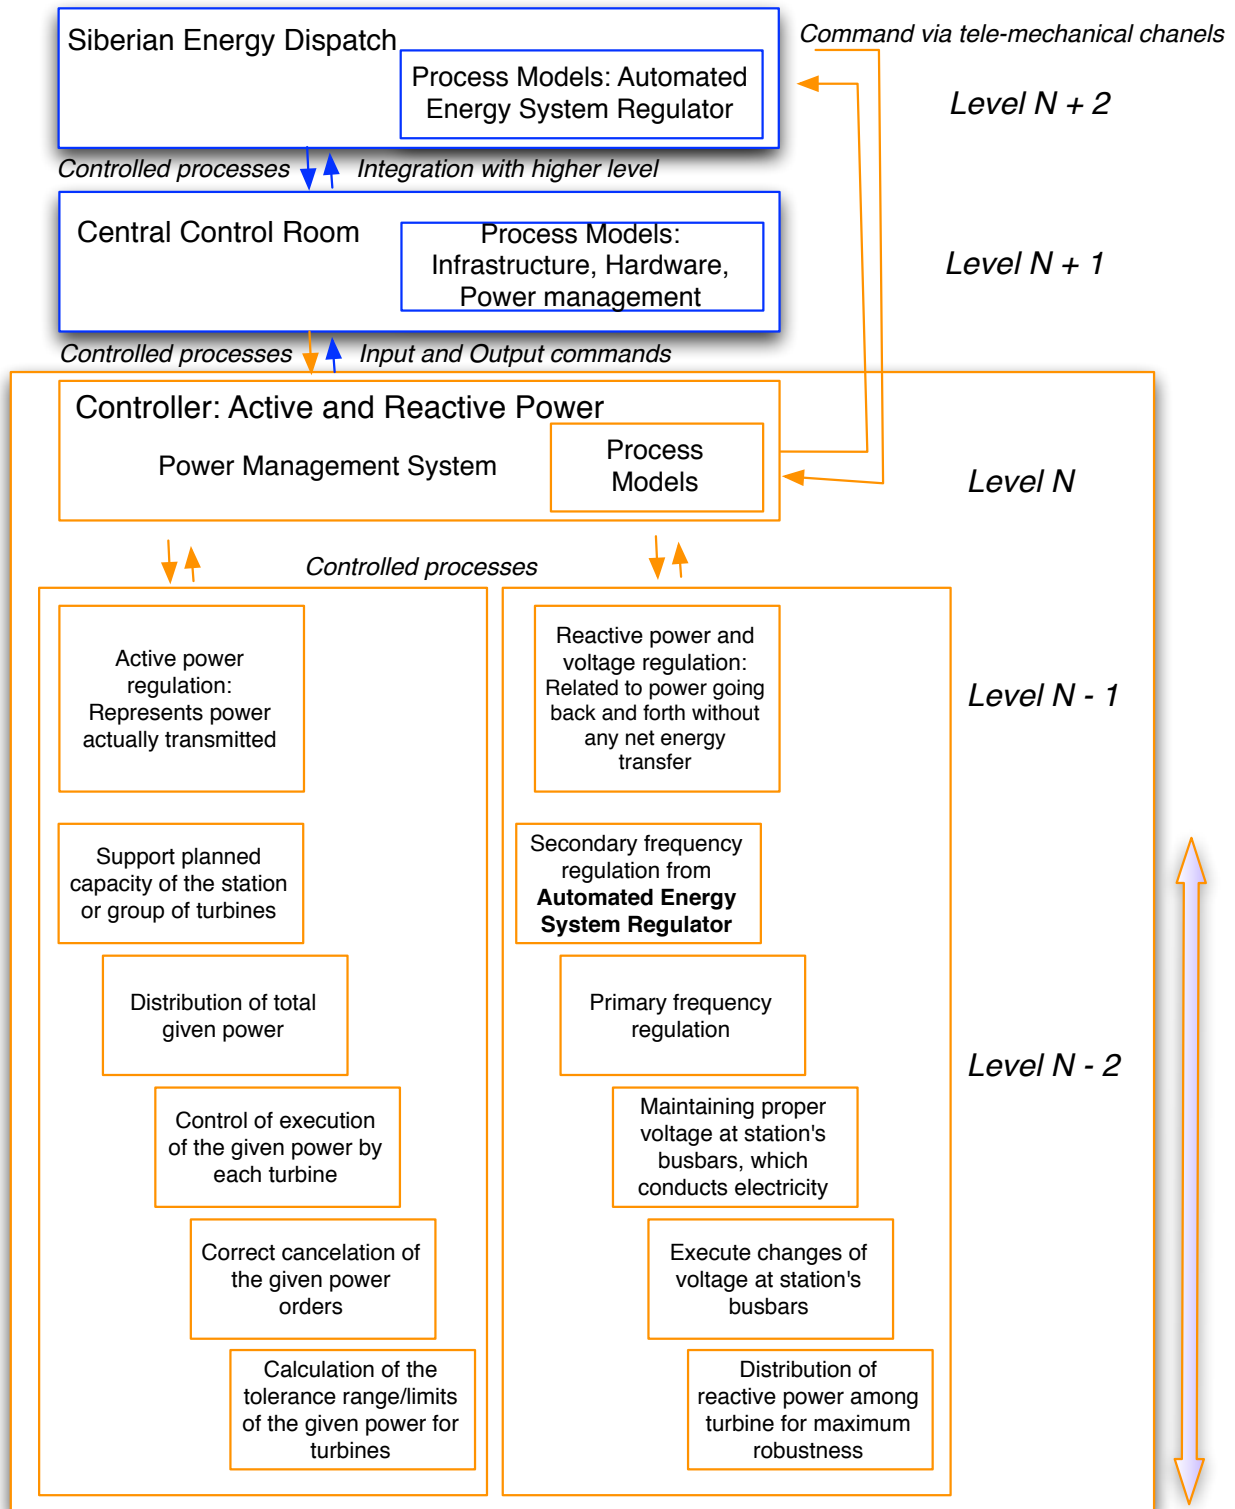 Siberian Energy Dispatch
Command via tele-mechanical chanels
Process Models: Automated
Energy System Regulator
Level N + 2
Controlled processes
Integration with higher level
Central Control Room
Process Models:
Infrastructure, Hardware,
Power management
Level N + 1
Controlled processes
Input and Output commands
Controller: Active and Reactive Power
Power Management System
Process
Models
Level N
Controlled processes
Active power
regulation:
Represents power
actually transmitted
Reactive power and
voltage regulation:
Related to power going
back and forth without
any net energy
transfer
Level N - 1
Support planned
capacity of the station
or group of turbines
Secondary frequency
regulation from
Automated Energy
System Regulator
Distribution of total
given power
Primary frequency
regulation
Level N - 2
Control of execution
of the given power by
each turbine
Maintaining proper
voltage at station's
busbars, which
conducts electricity
Correct cancelation of
the given power
orders
Execute changes of
voltage at station's
busbars
Calculation of the
tolerance range/limits
of the given power for
turbines
Distribution of
reactive power among
turbine for maximum
robustness